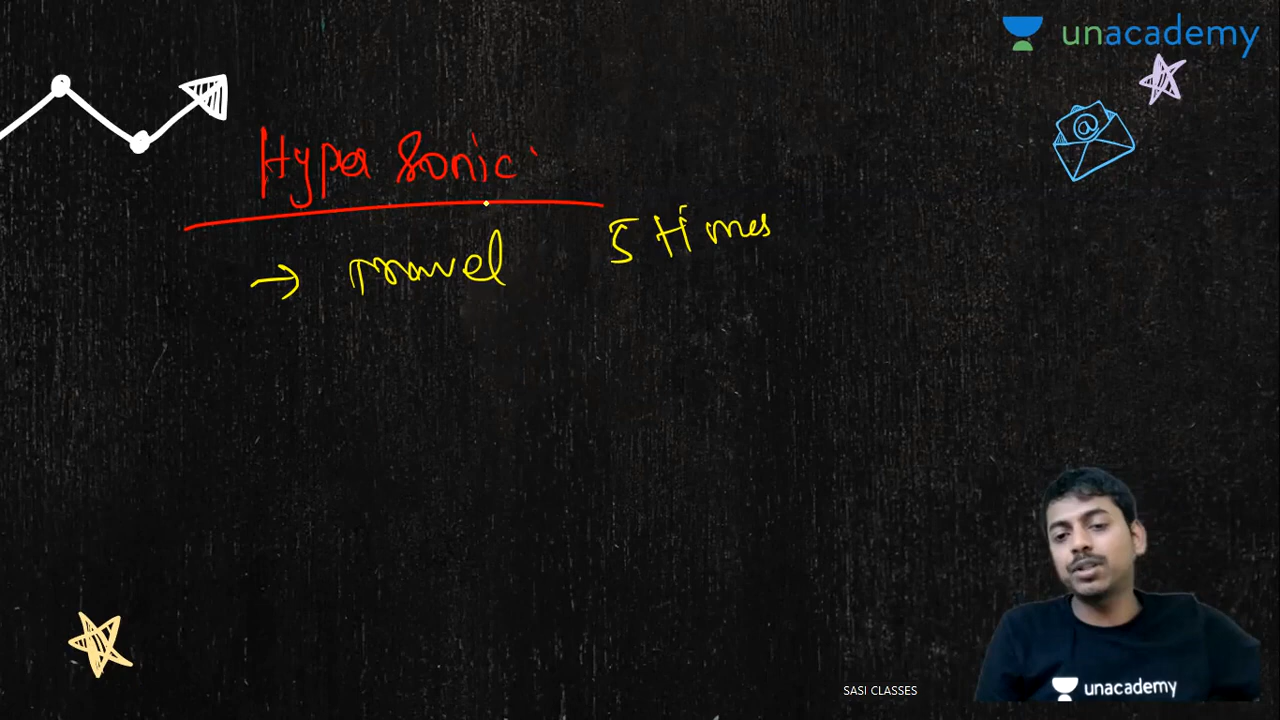 unacademy
Hyper Sonic
→ travel 5 times
unacademy
SASI CLASSES